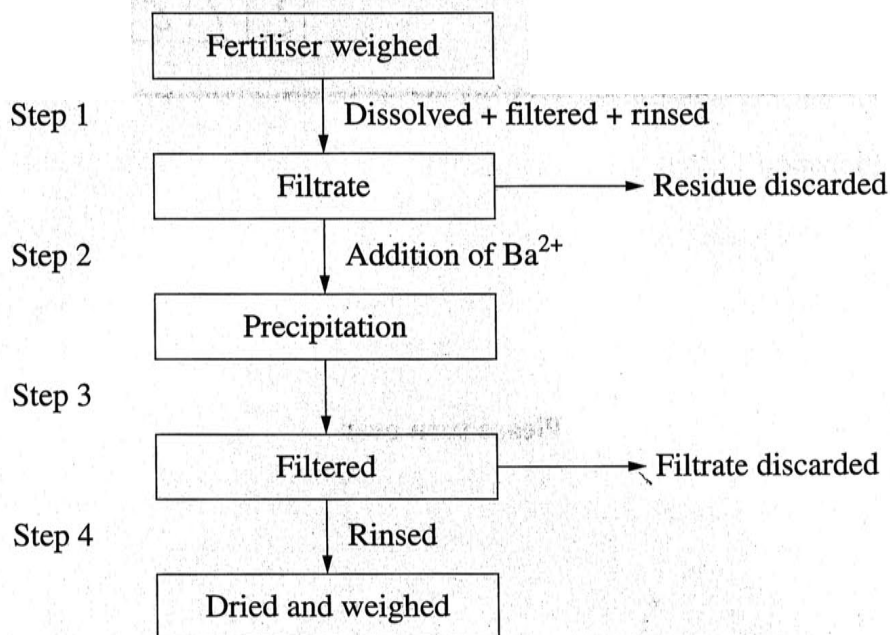 Fertiliser weighed
Step 1 Dissolved + filtered + rinsed
Filtrate Residue discarded
Step 2 Addition of Ba²⁺
Precipitation
Step 3
Filtered Filtrate discarded
Step 4 Rinsed
Dried and weighed